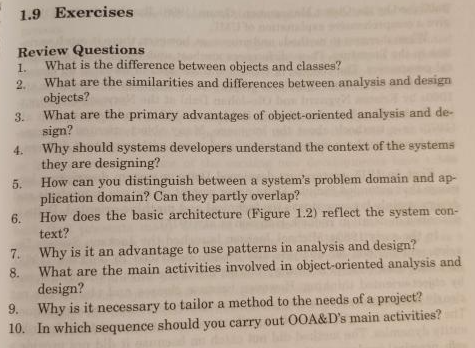 1.9 Exercises
Review Questions
1. What is the difference between objects and classes?
2. What are the similarities and differences between analysis and design
objects?
3. What are the primary advantages of object-oriented analysis and de-
sign?
4. Why should systems developers understand the context of the systems
they are designing?
5. How can you distinguish between a system's problem domain and ap-
plication domain? Can they partly overlap?
6. How does the basic architecture (Figure 1.2) reflect the system con-
text?
7. Why is it an advantage to use patterns in analysis and design?
8. What are the main activities involved in object-oriented analysis and
design?
9. Why is it necessary to tailor a method to the needs of a project?
10. In which sequence should you carry out OOA&D's main activities?